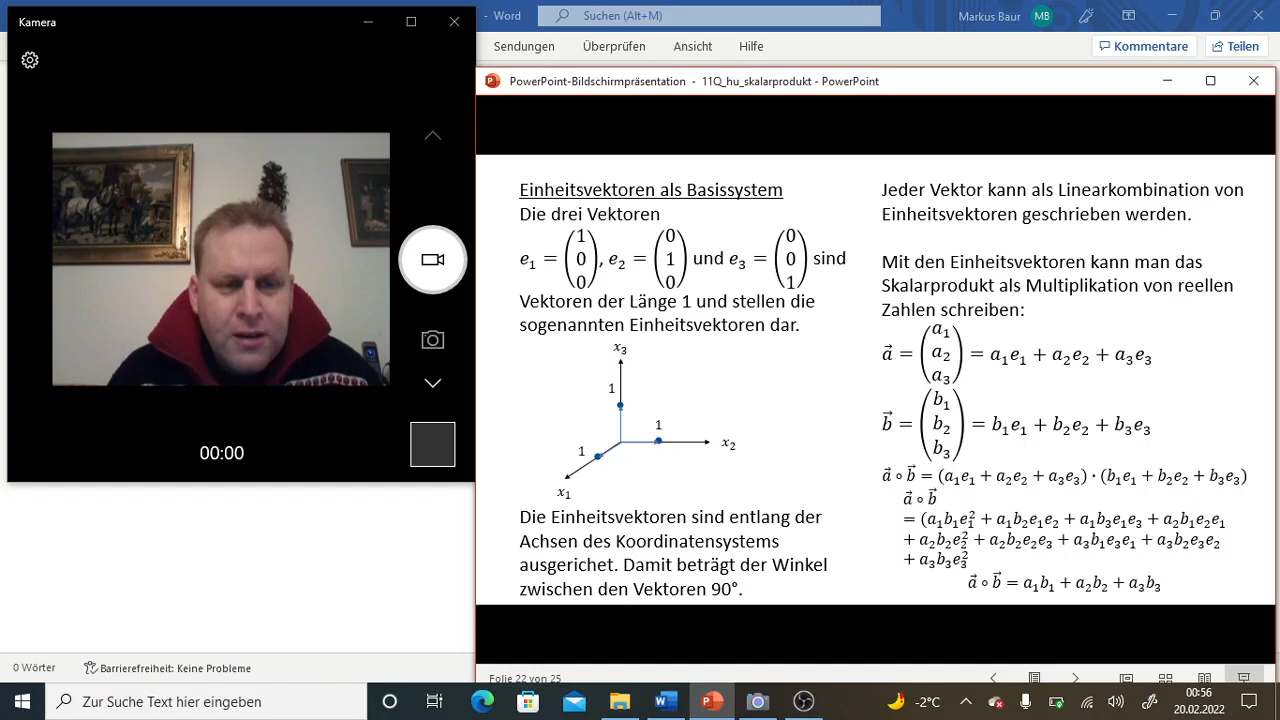 Kamera
- Word
Suchen (Alt+M)
Markus Baur
MB
Sendungen Überprüfen Ansicht Hilfe
Kommentare
Teilen
PowerPoint-Bildschirmpräsentation - 11Q_hu_skalarprodukt - PowerPoint
00:00
Einheitsvektoren als Basissystem
Die drei Vektoren
e₁ = (1 0 0), e₂ = (0 1 0) und e₃ = (0 0 1) sind
Vektoren der Länge 1 und stellen die
sogenannten Einheitsvektoren dar.
x₃
1
1
x₂
1
x₁
Die Einheitsvektoren sind entlang der
Achsen des Koordinatensystems
ausgerichet. Damit beträgt der Winkel
zwischen den Vektoren 90°.
Jeder Vektor kann als Linearkombination von
Einheitsvektoren geschrieben werden.
Mit den Einheitsvektoren kann man das
Skalarprodukt als Multiplikation von reellen
Zahlen schreiben:
a⃗ = (a₁ a₂ a₃) = a₁e₁ + a₂e₂ + a₃e₃
b⃗ = (b₁ b₂ b₃) = b₁e₁ + b₂e₂ + b₃e₃
a⃗ ∘ b⃗ = (a₁e₁ + a₂e₂ + a₃e₃) · (b₁e₁ + b₂e₂ + b₃e₃)
a⃗ ∘ b⃗
= (a₁b₁e₁² + a₁b₂e₁e₂ + a₁b₃e₁e₃ + a₂b₁e₂e₁
+ a₂b₂e₂² + a₂b₂e₂e₃ + a₃b₁e₃e₁ + a₃b₂e₃e₂
+ a₃b₃e₃²
a⃗ ∘ b⃗ = a₁b₁ + a₂b₂ + a₃b₃
Folie 22 von 25
0 Wörter
Barrierefreiheit: Keine Probleme
Zur Suche Text hier eingeben
-2°C
00:56
20.02.2022